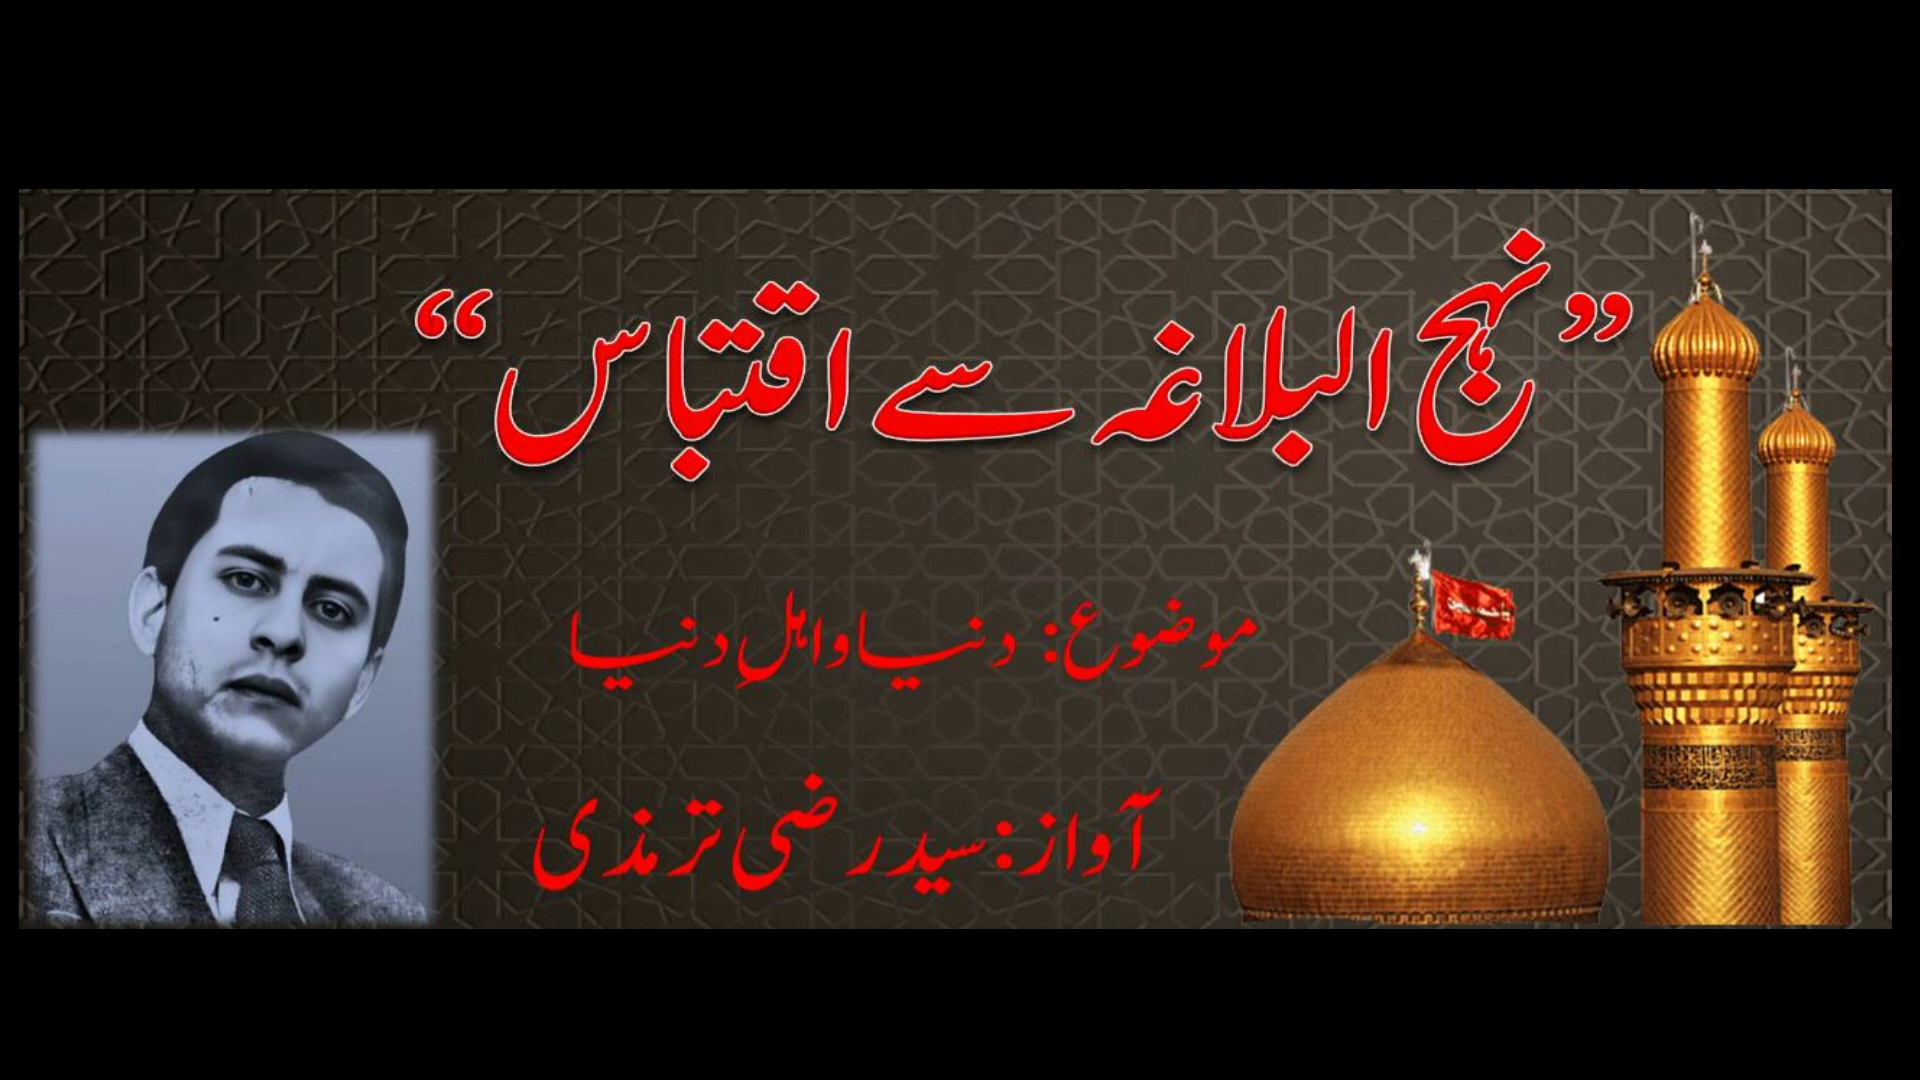 ”نہج البلاغہ سے اقتباس“
موضوع: دنیا و اہلِ دنیا
آواز: سید رضی ترمذی